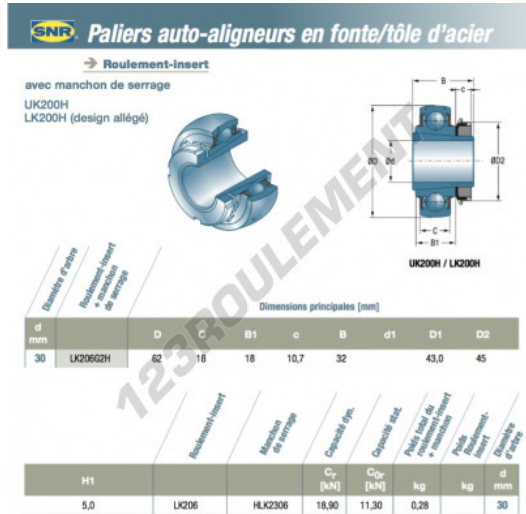 SNR Paliers auto-aligneurs en fonte/tôle d'acier
Roulement-insert
avec manchon de serrage
UK200H
LK200H (design allégé)
B
c
ØD
Ød
ØD2
C
B1
UK200H / LK200H
123ROULEMENT
Diamètre d'arbre
Roulement-insert
+ manchon
de serrage
Dimensions principales [mm]
d
mm
D C B1 c B d1 D1 D2
30 LK206G2H 62 18 18 10,7 32 43,0 45
Roulement-insert
Manchon
de serrage
Capacité dyn.
Capacité stat.
Poids total du
roulement-insert
+ manchon
Poids
Roulement-
insert
Diamètre
d'arbre
H1 Cr [kN] C0r [kN] kg kg d mm
5,0 LK206 HLK2306 18,90 11,30 0,28 30